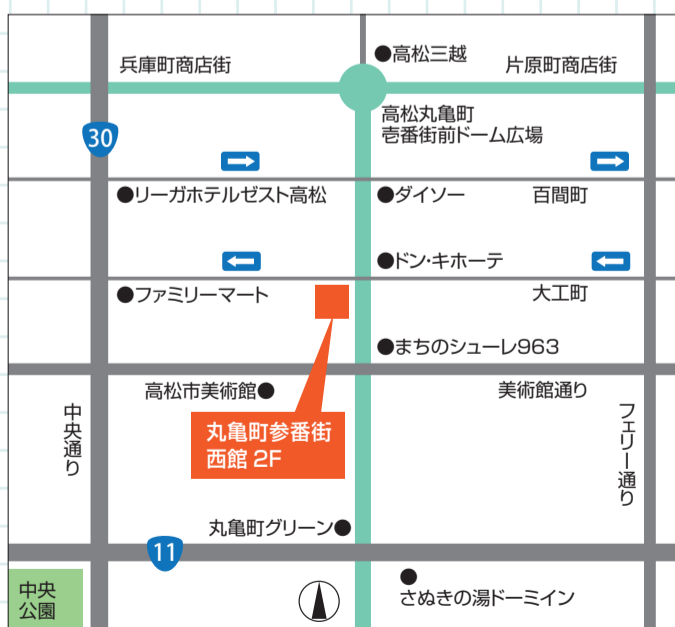 ●高松三越
兵庫町商店街
片原町商店街
高松丸亀町
壱番街前ドーム広場
30
●リーガホテルゼスト高松
●ダイソー
百間町
●ドン・キホーテ
●ファミリーマート
大工町
●まちのシューレ963
高松市美術館●
美術館通り
中央通り
フェリー通り
丸亀町参番街
西館 2F
丸亀町グリーン●
11
中央
公園
●
さぬきの湯ドーミイン